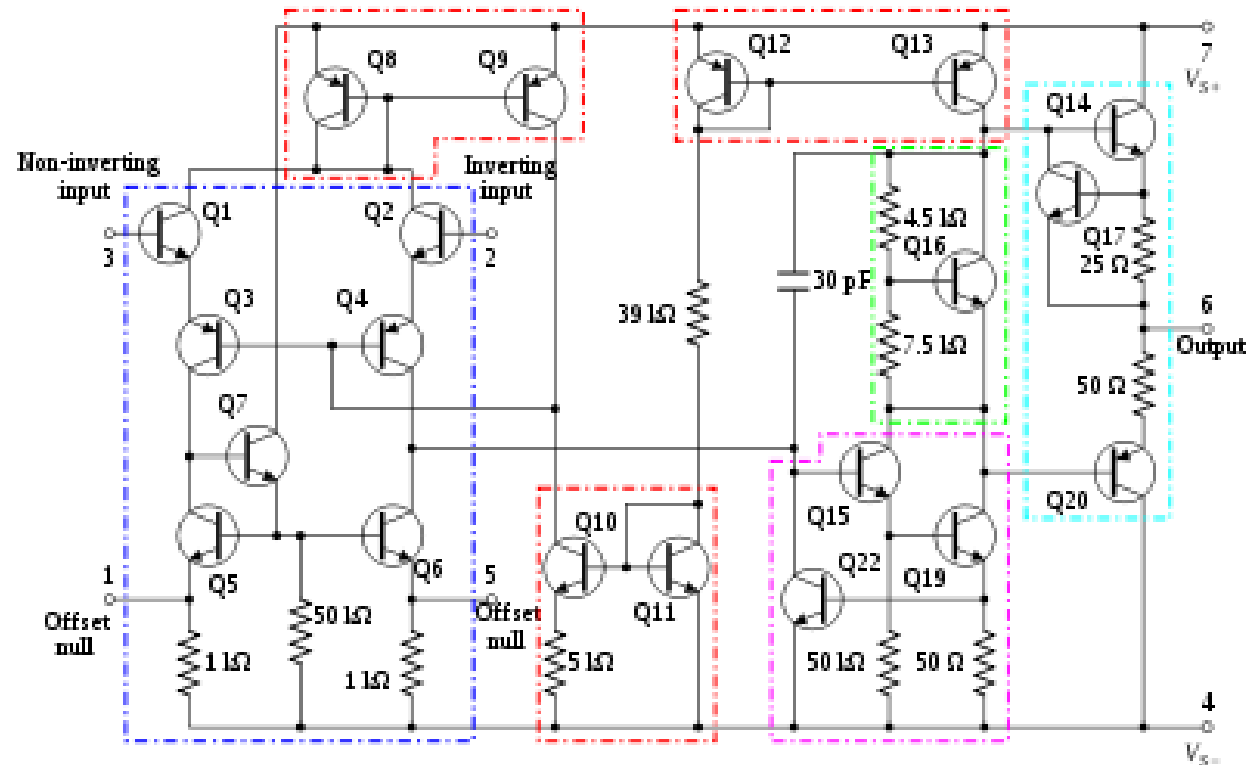 Q8
Q9
Q12
Q13
7
V_S+
Q14
Non-inverting
input
Inverting
input
Q1
Q2
3
2
4.5 kΩ
Q16
Q17
25 Ω
30 pF
Q3
Q4
39 kΩ
6
Output
7.5 kΩ
50 Ω
Q7
Q10
Q15
Q20
1
Q5
Q6
5
Q22
Q19
Q11
Offset
null
Offset
null
50 kΩ
1 kΩ
1 kΩ
5 kΩ
50 kΩ
50 Ω
4
V_S−